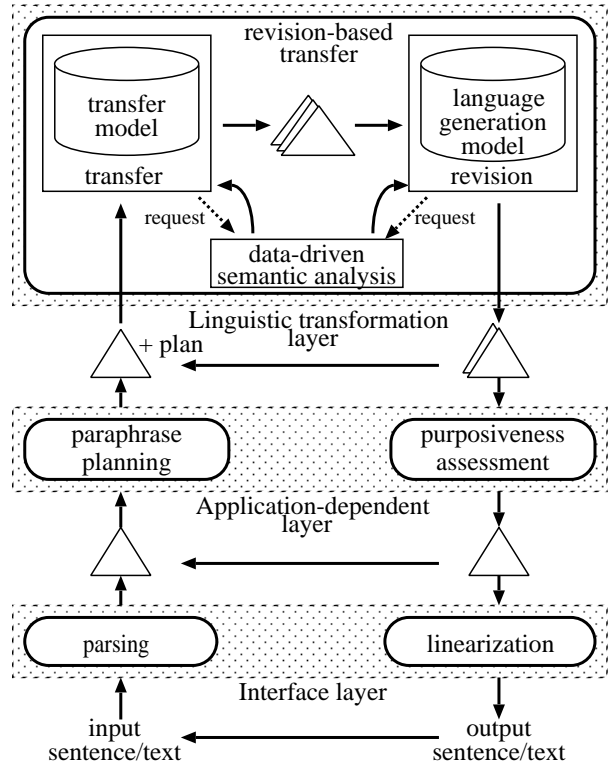 revision-based
transfer
transfer
model
transfer
language
generation
model
revision
request
request
data-driven
semantic analysis
Linguistic transformation
layer
+ plan
paraphrase
planning
purposiveness
assessment
Application-dependent
layer
parsing
linearization
Interface layer
input
sentence/text
output
sentence/text